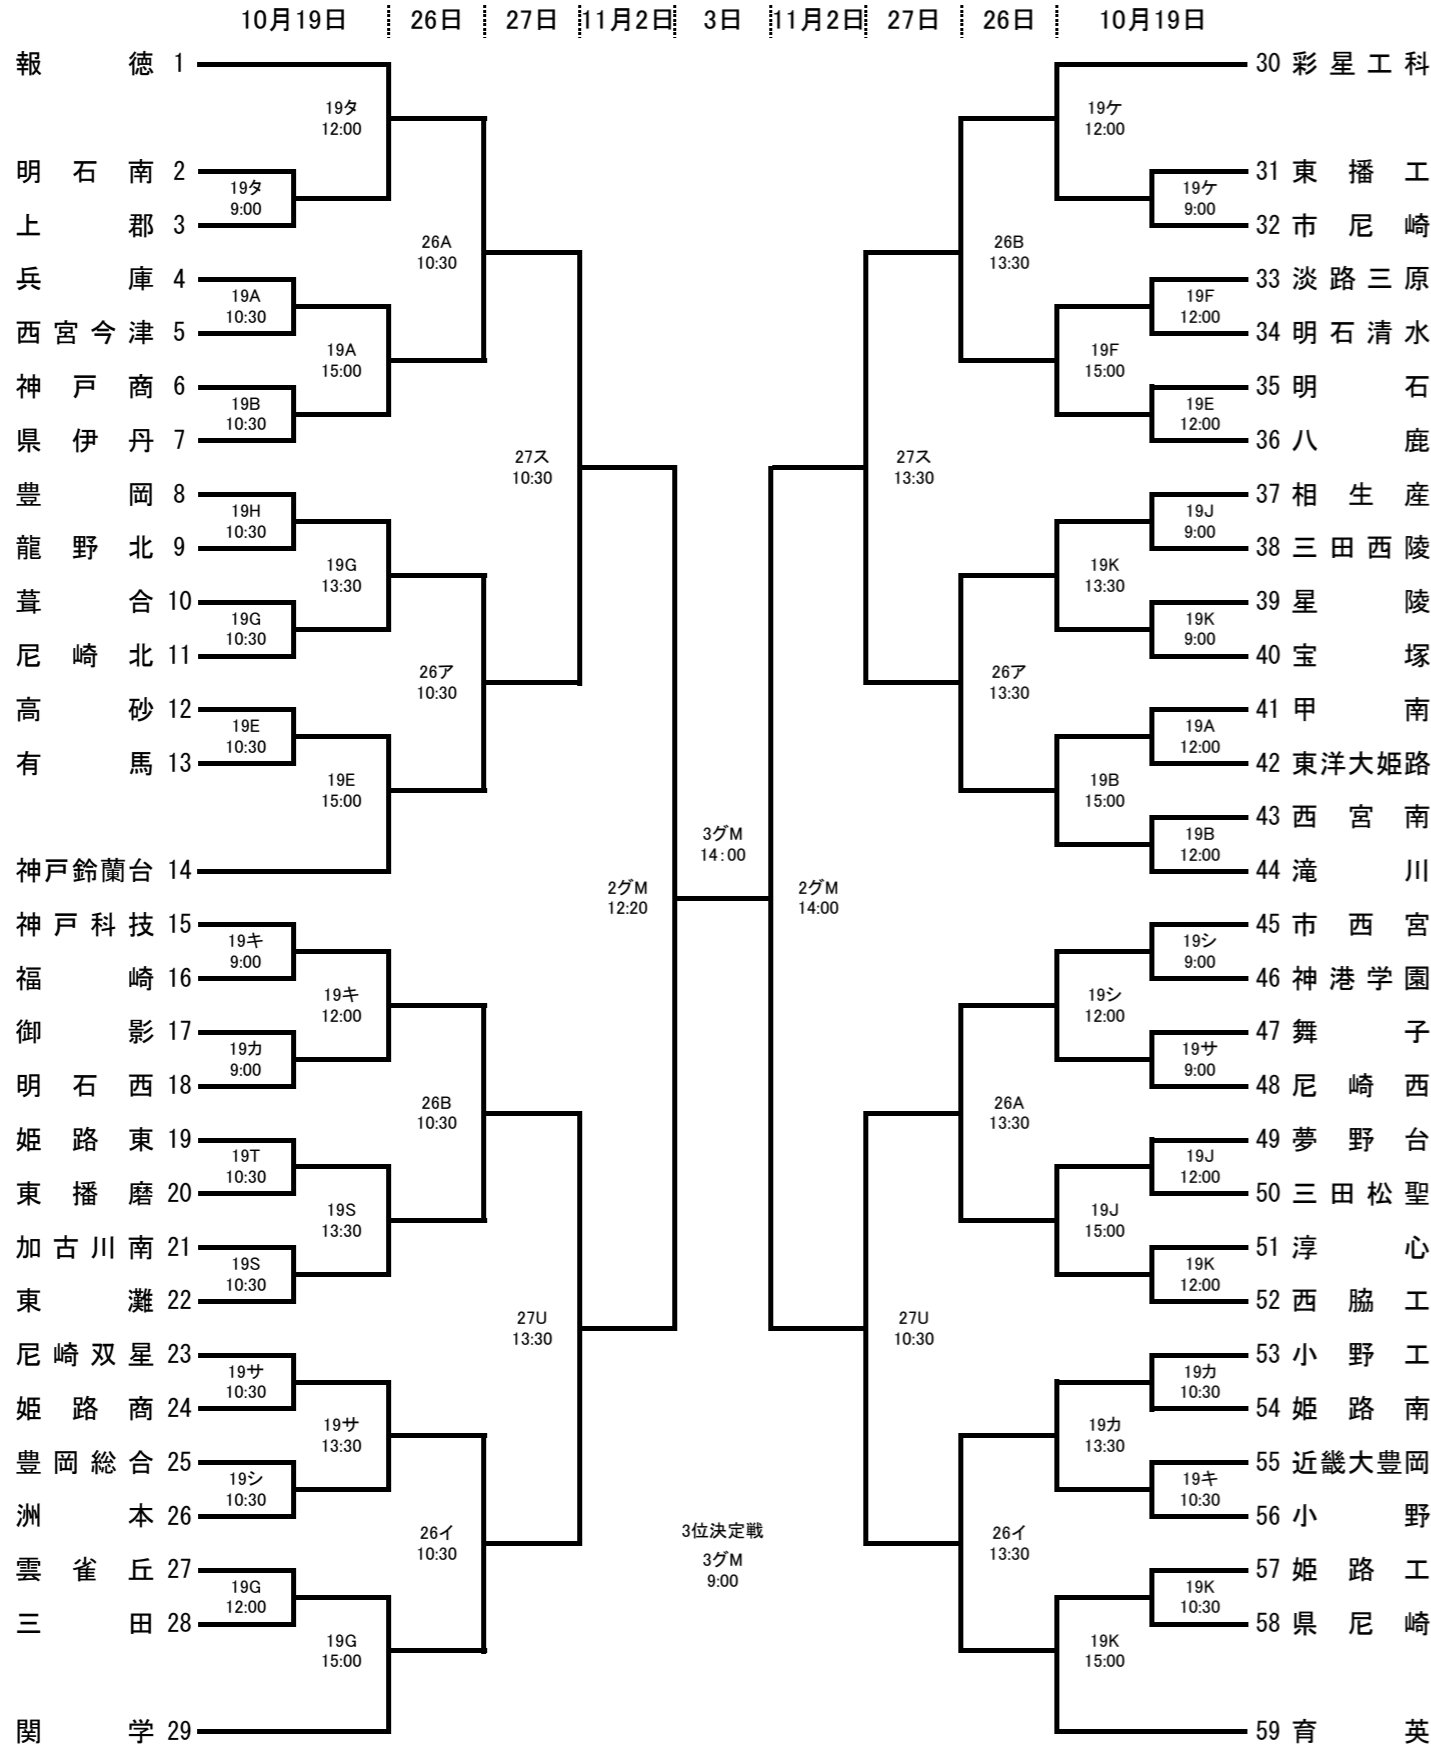 10月19日 26日 27日 11月2日 3日 11月2日 27日 26日 10月19日
報徳 1
19タ
12:00
明石南 2
19タ
9:00
上郡 3
26A
10:30
兵庫 4
19A
10:30
西宮今津 5
19A
15:00
神戸商 6
19B
10:30
県伊丹 7
27ス
10:30
豊岡 8
19H
10:30
龍野北 9
19G
13:30
葺合 10
19G
10:30
尼崎北 11
26ア
10:30
高砂 12
19E
10:30
有馬 13
19E
15:00
神戸鈴蘭台 14
2グM
12:20
神戸科技 15
19キ
9:00
福崎 16
19キ
12:00
御影 17
19カ
9:00
明石西 18
26B
10:30
姫路東 19
19T
10:30
東播磨 20
19S
13:30
加古川南 21
19S
10:30
東灘 22
27U
13:30
尼崎双星 23
19サ
10:30
姫路商 24
19サ
13:30
豊岡総合 25
19シ
10:30
洲本 26
26イ
10:30
雲雀丘 27
19G
12:00
三田 28
19G
15:00
関学 29
3グM
14:00
3位決定戦
3グM
9:00
30 彩星工科
19ケ
12:00
31 東播工
19ケ
9:00
32 市尼崎
26B
13:30
33 淡路三原
19F
12:00
34 明石清水
19F
15:00
35 明石
19E
12:00
36 八鹿
27ス
13:30
37 相生産
19J
9:00
38 三田西陵
19K
13:30
39 星陵
19K
9:00
40 宝塚
26ア
13:30
41 甲南
19A
12:00
42 東洋大姫路
19B
15:00
43 西宮南
19B
12:00
44 滝川
2グM
14:00
45 市西宮
19シ
9:00
46 神港学園
19シ
12:00
47 舞子
19サ
9:00
48 尼崎西
26A
13:30
49 夢野台
19J
12:00
50 三田松聖
19J
15:00
51 淳心
19K
12:00
52 西脇工
27U
10:30
53 小野工
19カ
10:30
54 姫路南
19カ
13:30
55 近畿大豊岡
19キ
10:30
56 小野
26イ
13:30
57 姫路工
19K
10:30
58 県尼崎
19K
15:00
59 育英